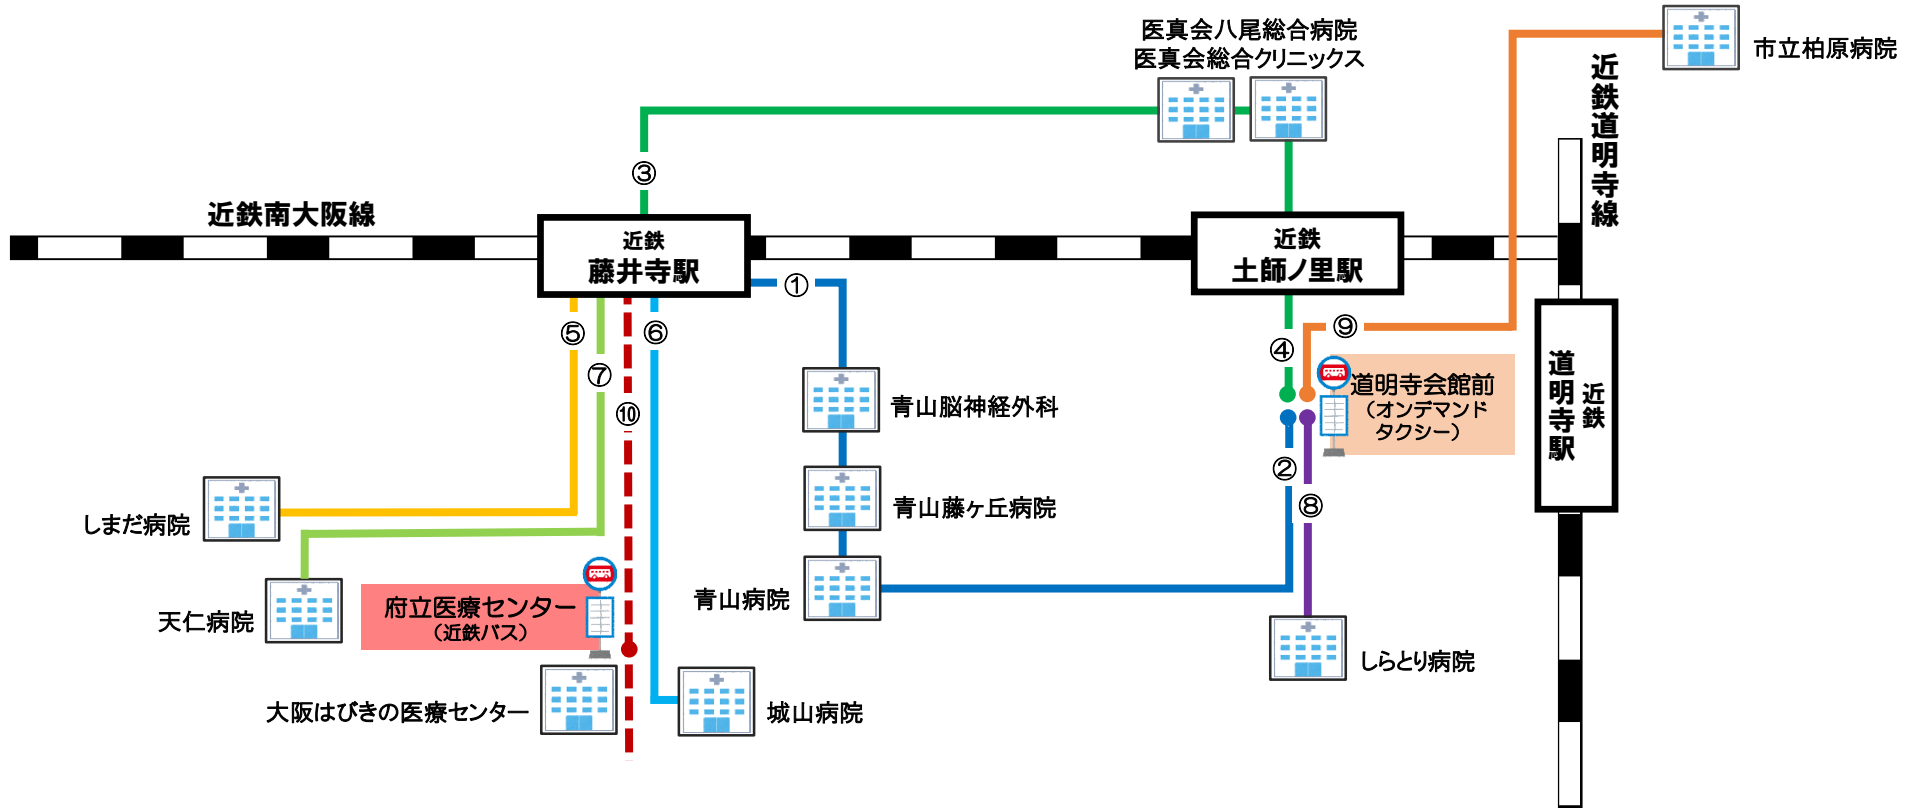 医真会八尾総合病院
医真会総合クリニックス
市立柏原病院
近鉄道明寺線
③
近鉄南大阪線
近鉄
藤井寺駅
近鉄
土師ノ里駅
①
⑤
⑥
⑦
⑩
④
⑨
道明寺会館前
（オンデマンド
タクシー）
近鉄
道明寺駅
青山脳神経外科
②
⑧
青山藤ヶ丘病院
しまだ病院
天仁病院
府立医療センター
（近鉄バス）
青山病院
しらとり病院
大阪はびきの医療センター
城山病院